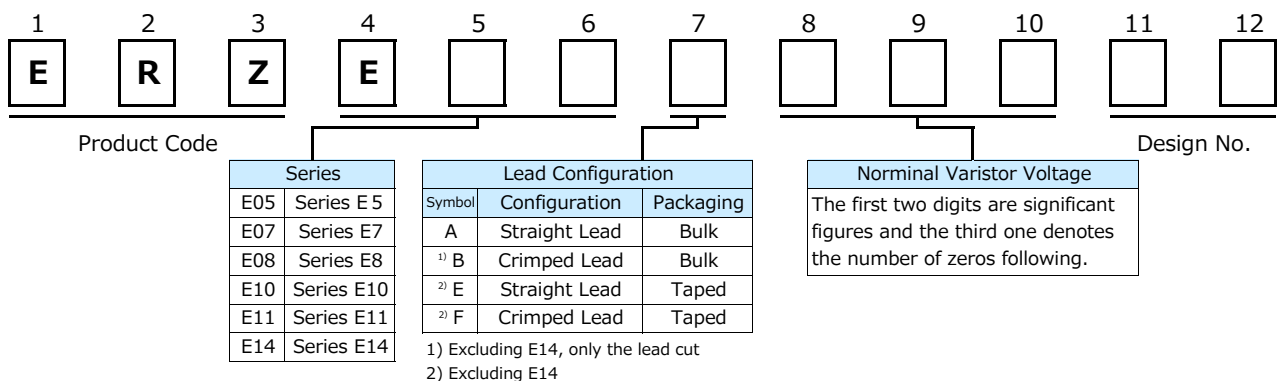 1 2 3 4 5 6 7 8 9 10 11 12
E R Z E
Product Code
Design No.
Series
E05 Series E 5
E07 Series E7
E08 Series E8
E10 Series E10
E11 Series E11
E14 Series E14
Lead Configuration
Symbol Configuration Packaging
A Straight Lead Bulk
1) B Crimped Lead Bulk
2) E Straight Lead Taped
2) F Crimped Lead Taped
1) Excluding E14, only the lead cut
2) Excluding E14
Norminal Varistor Voltage
The first two digits are significant
figures and the third one denotes
the number of zeros following.